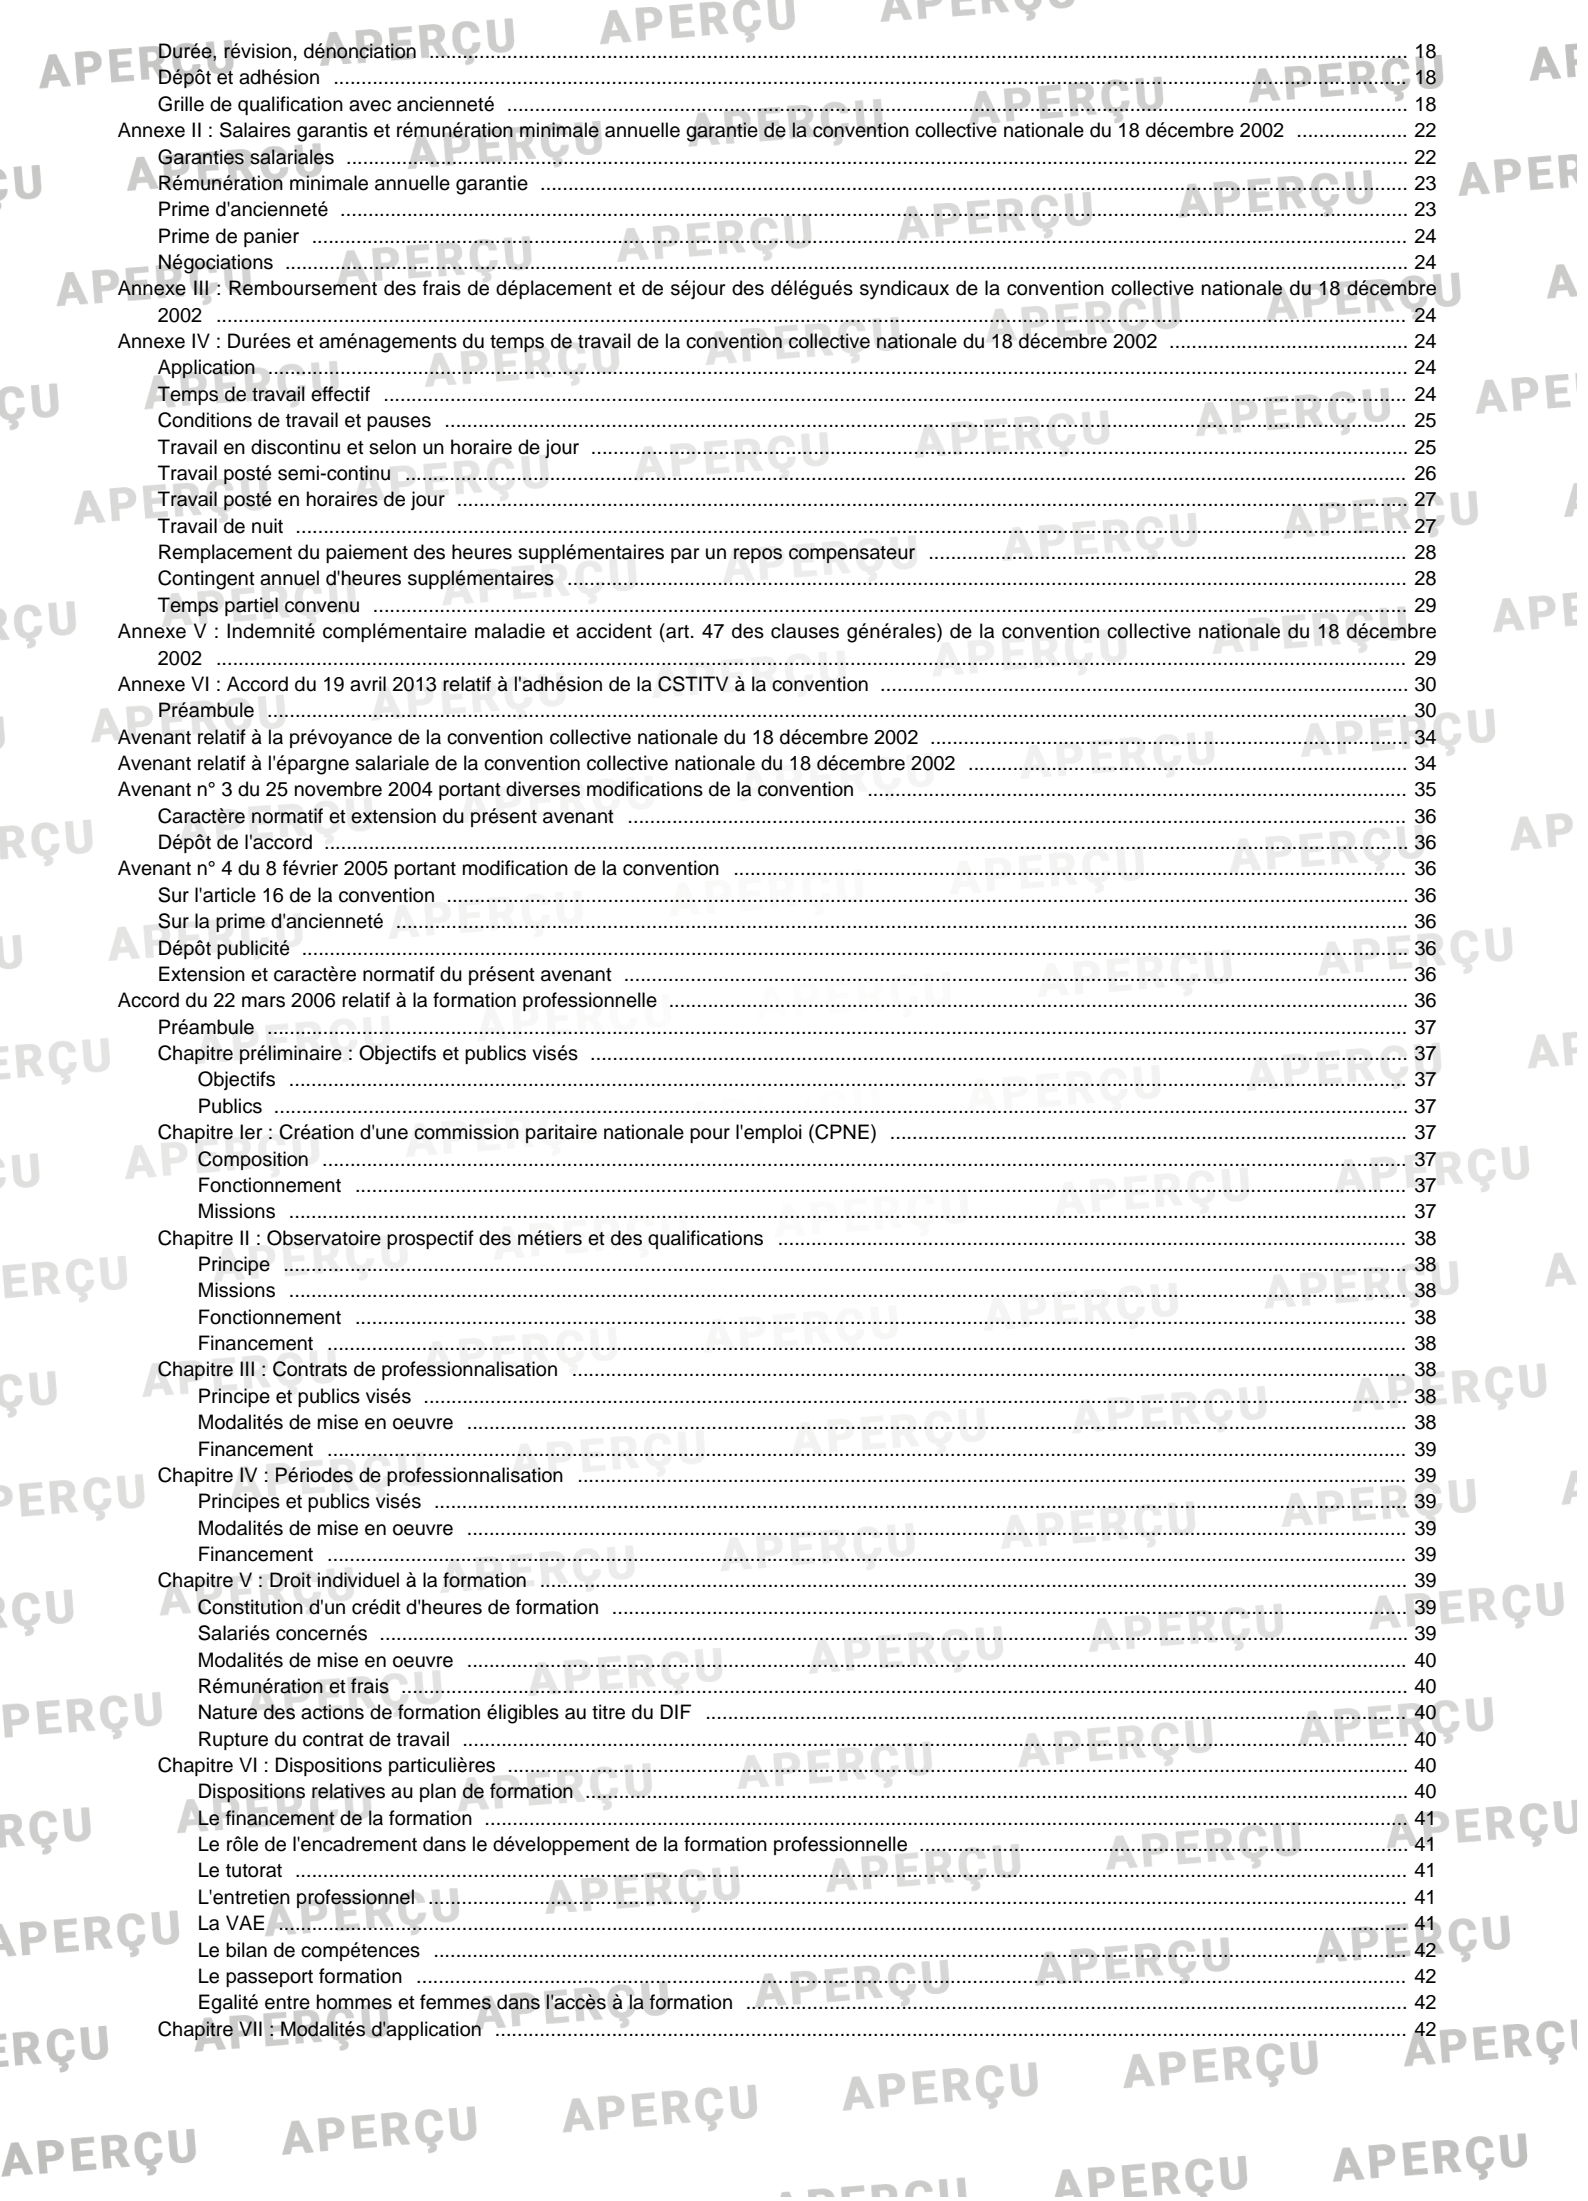 Durée, révision, dénonciation ........ 18
Dépôt et adhésion ........ 18
Grille de qualification avec ancienneté ........ 18
Annexe II : Salaires garantis et rémunération minimale annuelle garantie de la convention collective nationale du 18 décembre 2002 ........ 22
Garanties salariales ........ 22
Rémunération minimale annuelle garantie ........ 23
Prime d'ancienneté ........ 23
Prime de panier ........ 24
Négociations ........ 24
Annexe III : Remboursement des frais de déplacement et de séjour des délégués syndicaux de la convention collective nationale du 18 décembre
2002 ........ 24
Annexe IV : Durées et aménagements du temps de travail de la convention collective nationale du 18 décembre 2002 ........ 24
Application ........ 24
Temps de travail effectif ........ 24
Conditions de travail et pauses ........ 25
Travail en discontinu et selon un horaire de jour ........ 25
Travail posté semi-continu ........ 26
Travail posté en horaires de jour ........ 27
Travail de nuit ........ 27
Remplacement du paiement des heures supplémentaires par un repos compensateur ........ 28
Contingent annuel d'heures supplémentaires ........ 28
Temps partiel convenu ........ 29
Annexe V : Indemnité complémentaire maladie et accident (art. 47 des clauses générales) de la convention collective nationale du 18 décembre
2002 ........ 29
Annexe VI : Accord du 19 avril 2013 relatif à l'adhésion de la CSTITV à la convention ........ 30
Préambule ........ 30
Avenant relatif à la prévoyance de la convention collective nationale du 18 décembre 2002 ........ 34
Avenant relatif à l'épargne salariale de la convention collective nationale du 18 décembre 2002 ........ 34
Avenant n° 3 du 25 novembre 2004 portant diverses modifications de la convention ........ 35
Caractère normatif et extension du présent avenant ........ 36
Dépôt de l'accord ........ 36
Avenant n° 4 du 8 février 2005 portant modification de la convention ........ 36
Sur l'article 16 de la convention ........ 36
Sur la prime d'ancienneté ........ 36
Dépôt publicité ........ 36
Extension et caractère normatif du présent avenant ........ 36
Accord du 22 mars 2006 relatif à la formation professionnelle ........ 36
Préambule ........ 37
Chapitre préliminaire : Objectifs et publics visés ........ 37
Objectifs ........ 37
Publics ........ 37
Chapitre Ier : Création d'une commission paritaire nationale pour l'emploi (CPNE) ........ 37
Composition ........ 37
Fonctionnement ........ 37
Missions ........ 37
Chapitre II : Observatoire prospectif des métiers et des qualifications ........ 38
Principe ........ 38
Missions ........ 38
Fonctionnement ........ 38
Financement ........ 38
Chapitre III : Contrats de professionnalisation ........ 38
Principe et publics visés ........ 38
Modalités de mise en oeuvre ........ 38
Financement ........ 39
Chapitre IV : Périodes de professionnalisation ........ 39
Principes et publics visés ........ 39
Modalités de mise en oeuvre ........ 39
Financement ........ 39
Chapitre V : Droit individuel à la formation ........ 39
Constitution d'un crédit d'heures de formation ........ 39
Salariés concernés ........ 39
Modalités de mise en oeuvre ........ 40
Rémunération et frais ........ 40
Nature des actions de formation éligibles au titre du DIF ........ 40
Rupture du contrat de travail ........ 40
Chapitre VI : Dispositions particulières ........ 40
Dispositions relatives au plan de formation ........ 40
Le financement de la formation ........ 41
Le rôle de l'encadrement dans le développement de la formation professionnelle ........ 41
Le tutorat ........ 41
L'entretien professionnel ........ 41
La VAE ........ 41
Le bilan de compétences ........ 42
Le passeport formation ........ 42
Egalité entre hommes et femmes dans l'accès à la formation ........ 42
Chapitre VII : Modalités d'application ........ 42
APERÇU